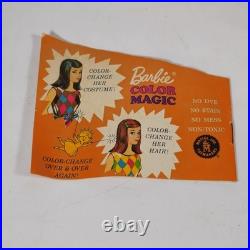 COLOR-
CHANGE
HER
COSTUME!
Barbie®
COLOR
MAGIC
NO DYE
NO STAIN
NO MESS
NON-TOXIC
COLOR-CHANGE
OVER & OVER
AGAIN!
COLOR-
CHANGE
HER
HAIR!
Worthopedia